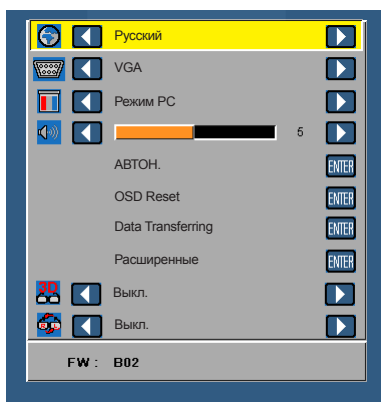 Русский
VGA
Режим PC
5
АВТОН. ENTER
OSD Reset ENTER
Data Transferring ENTER
Расширенные ENTER
3D Выкл.
Выкл.
FW : B02